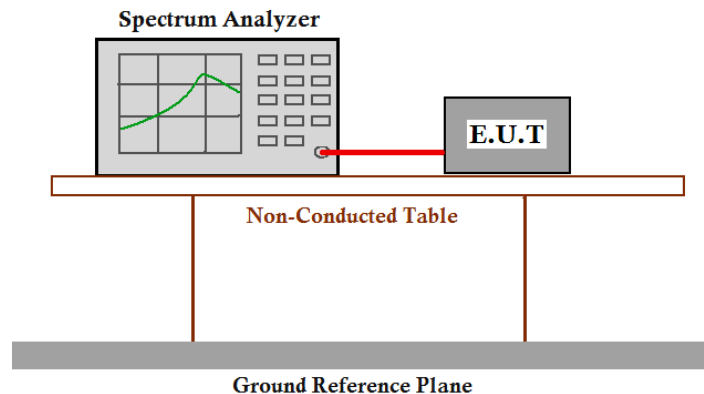 Spectrum Analyzer
E.U.T
Non-Conducted Table
Ground Reference Plane